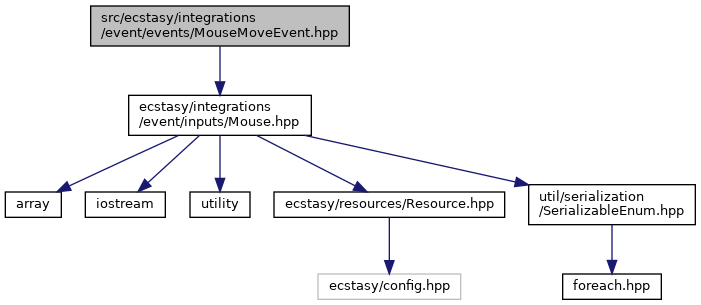 src/ecstasy/integrations
/event/events/MouseMoveEvent.hpp
ecstasy/integrations
/event/inputs/Mouse.hpp
array
iostream
utility
ecstasy/resources/Resource.hpp
util/serialization
/SerializableEnum.hpp
ecstasy/config.hpp
foreach.hpp